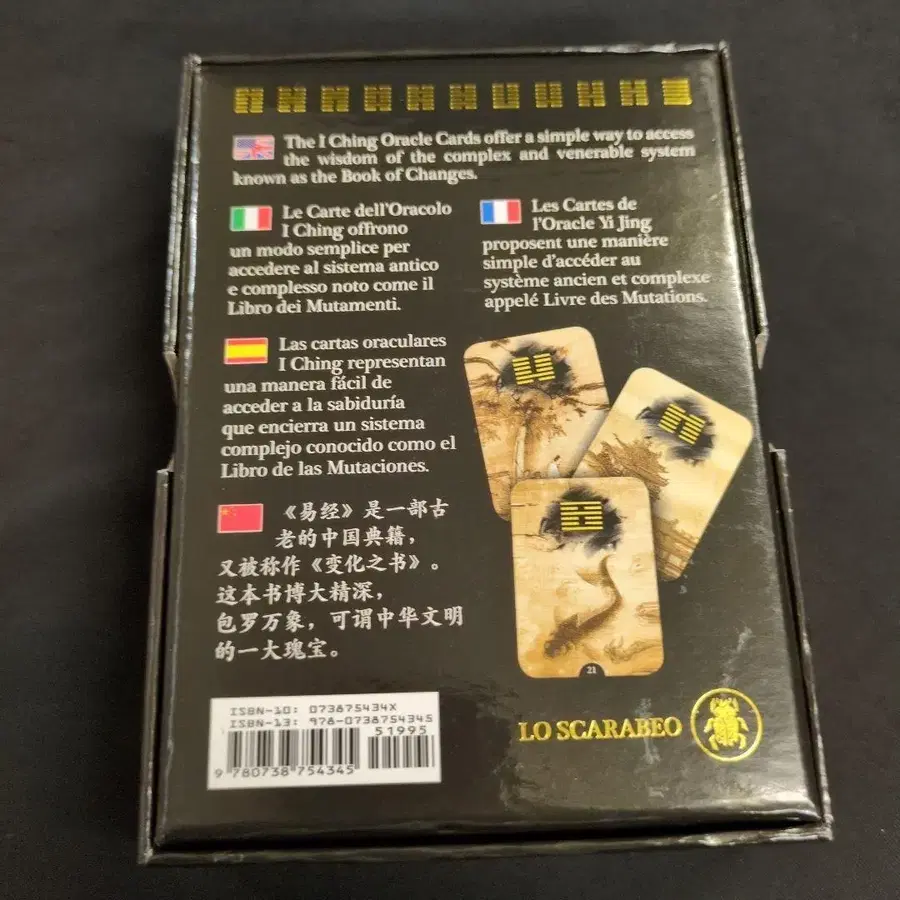 The I Ching Oracle Cards offer a simple way to access
the wisdom of the complex and venerable system
known as the Book of Changes.
Le Carte dell'Oracolo
I Ching offrono
un modo semplice per
accedere al sistema antico
e complesso noto come il
Libro dei Mutamenti.
Les Cartes de
l'Oracle Yi Jing
proposent une manière
simple d'accéder au
système ancien et complexe
appelé Livre des Mutations.
Las cartas oraculares
I Ching representan
una manera fácil de
acceder a la sabiduría
que encierra un sistema
complejo conocido como el
Libro de las Mutaciones.
《易经》是一部古
老的中国典籍，
又被称作《变化之书》。
这本书博大精深，
包罗万象，可谓中华文明
的一大瑰宝。
21
ISBN-10: 073875434X
ISBN-13: 978-0738754345
51995
9 780738 754345
LO SCARABEO